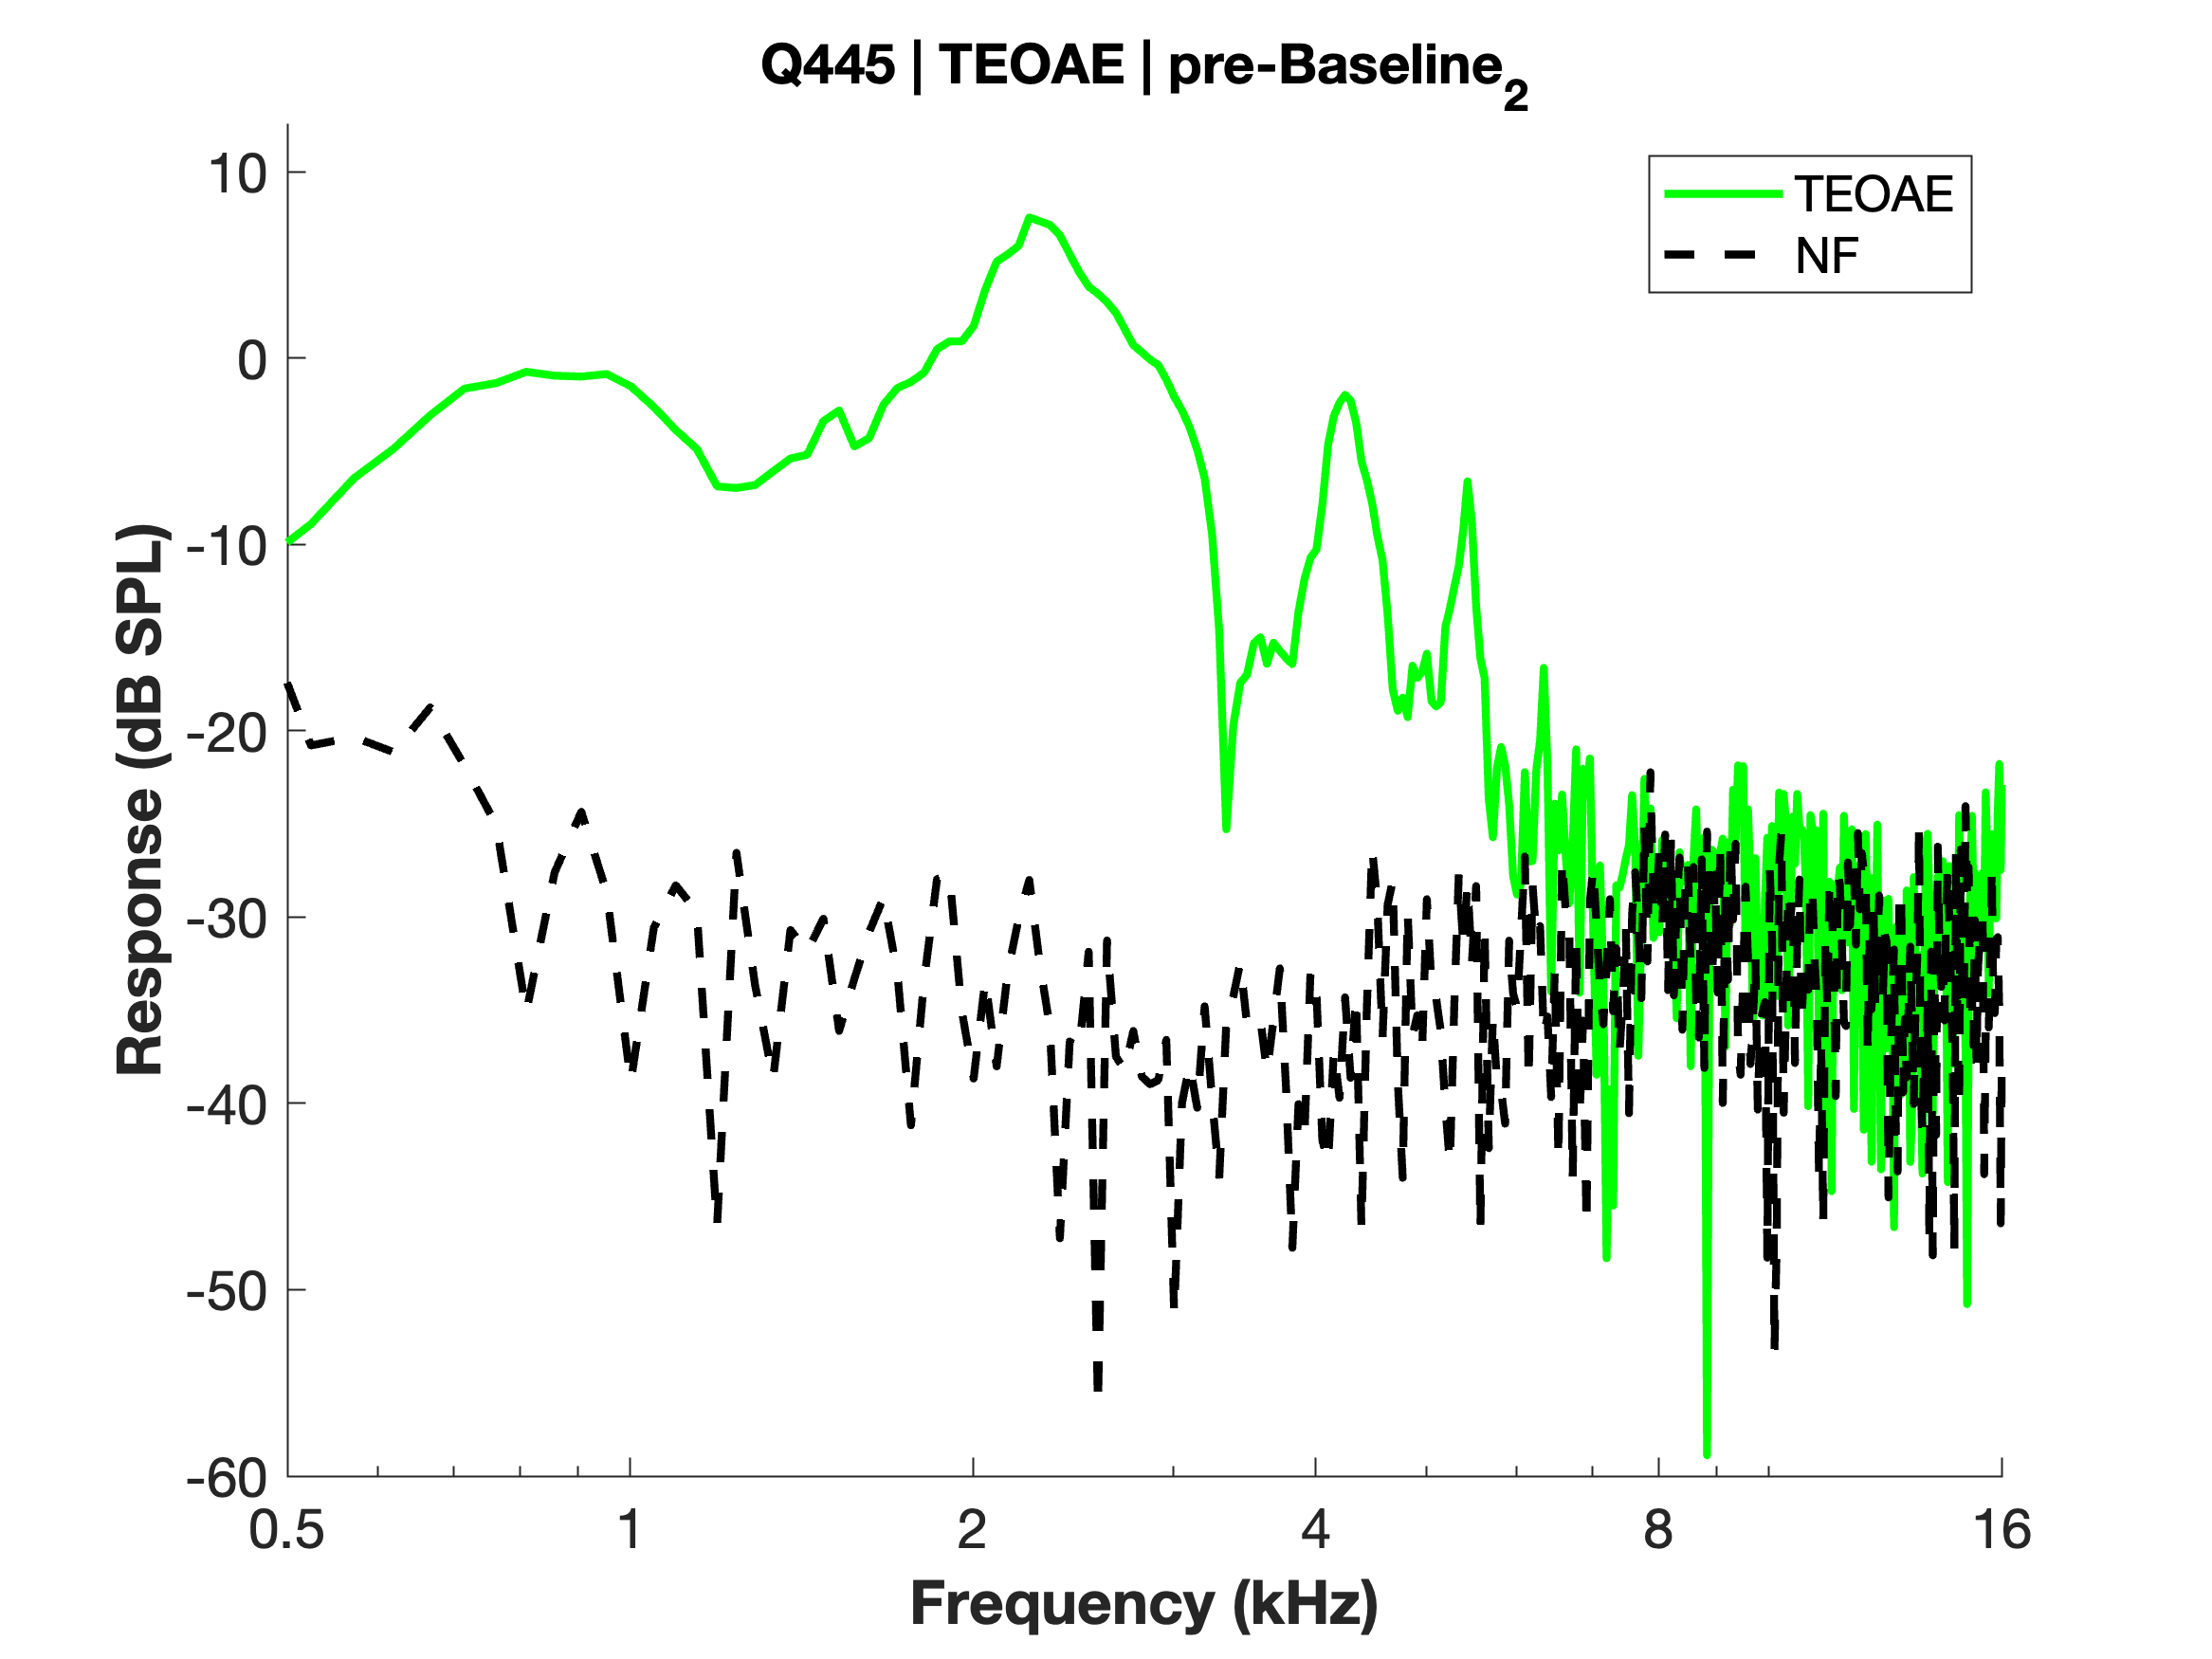 Q445 | TEOAE | pre-Baseline2
TEOAE
NF
Response (dB SPL)
10
0
-10
-20
-30
-40
-50
-60
0.5 1 2 4 8 16
Frequency (kHz)